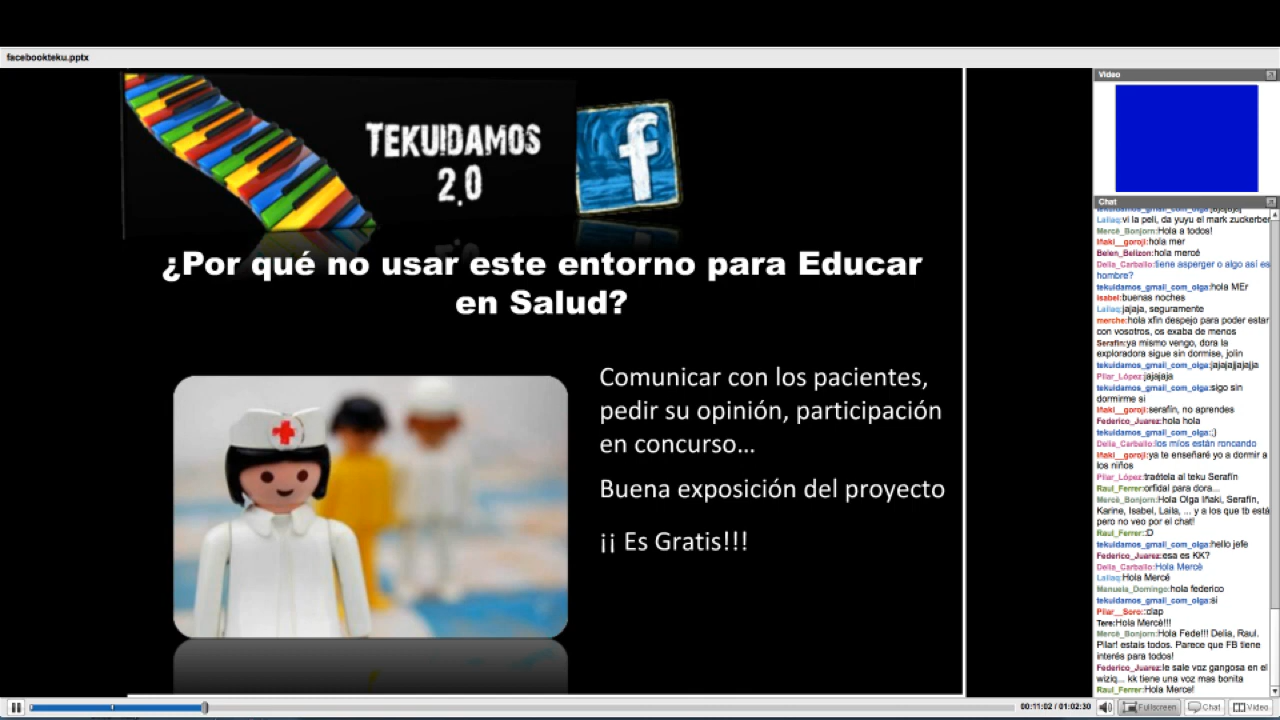 facebookteku.pptx
TEKUIDAMOS
2.0
f
¿Por qué no usar este entorno para Educar
en Salud?
Comunicar con los pacientes,
pedir su opinión, participación
en concurso...
Buena exposición del proyecto
¡¡ Es Gratis!!!
Video
Chat
tekuidamos_gmail_com_olga:jajajajj
Lailaq:vi la peli, da yuyu el mark zuckerber
Mercè_Bonjorn:Hola a todos!
Iñaki__goroji:hola mer
Belen_Belizon:hola mercé
Delia_Carballo:tiene asperger o algo así es
hombre?
tekuidamos_gmail_com_olga:hola MEr
Isabel:buenas noches
Lailaq:jajaja, seguramente
merche:hola xfin despejo para poder estar
con vosotros, os exaba de menos
Serafin:ya mismo vengo, dora la
exploradora sigue sin dormise, jolin
tekuidamos_gmail_com_olga:jajajajjajajja
Pilar_López:jajajaja
tekuidamos_gmail_com_olga:sigo sin
dormirme si
Iñaki__goroji:serafín, no aprendes
Federico_Juarez:hola hola
tekuidamos_gmail_com_olga:;)
Delia_Carballo:los míos están roncando
Iñaki__goroji:ya te enseñaré yo a dormir a
los niños
Pilar_López:traétela al teku Serafín
Raul_Ferrer:orfidal para dora...
Mercè_Bonjorn:Hola Olga Iñaki, Serafín,
Karine, Isabel, Laila, ... y a los que tb está
pero no veo por el chat!
Raul_Ferrer::D
tekuidamos_gmail_com_olga:hello jefe
Federico_Juarez:esa es KK?
Delia_Carballo:Hola Mercè
Lailaq:Hola Mercé
Manuela_Domingo:hola federico
tekuidamos_gmail_com_olga:si
Pilar__Soro::clap
Tere:Hola Mercè!!!
Mercè_Bonjorn:Hola Fede!!! Delia, Raul.
Pilar! estais todos. Parece que FB tiene
interés para todos!
Federico_Juarez:le sale voz gangosa en el
wiziq... kk tiene una voz mas bonita
Raul_Ferrer:Hola Merce!
00:11:02 / 01:02:30
Fullscreen
Chat
Video